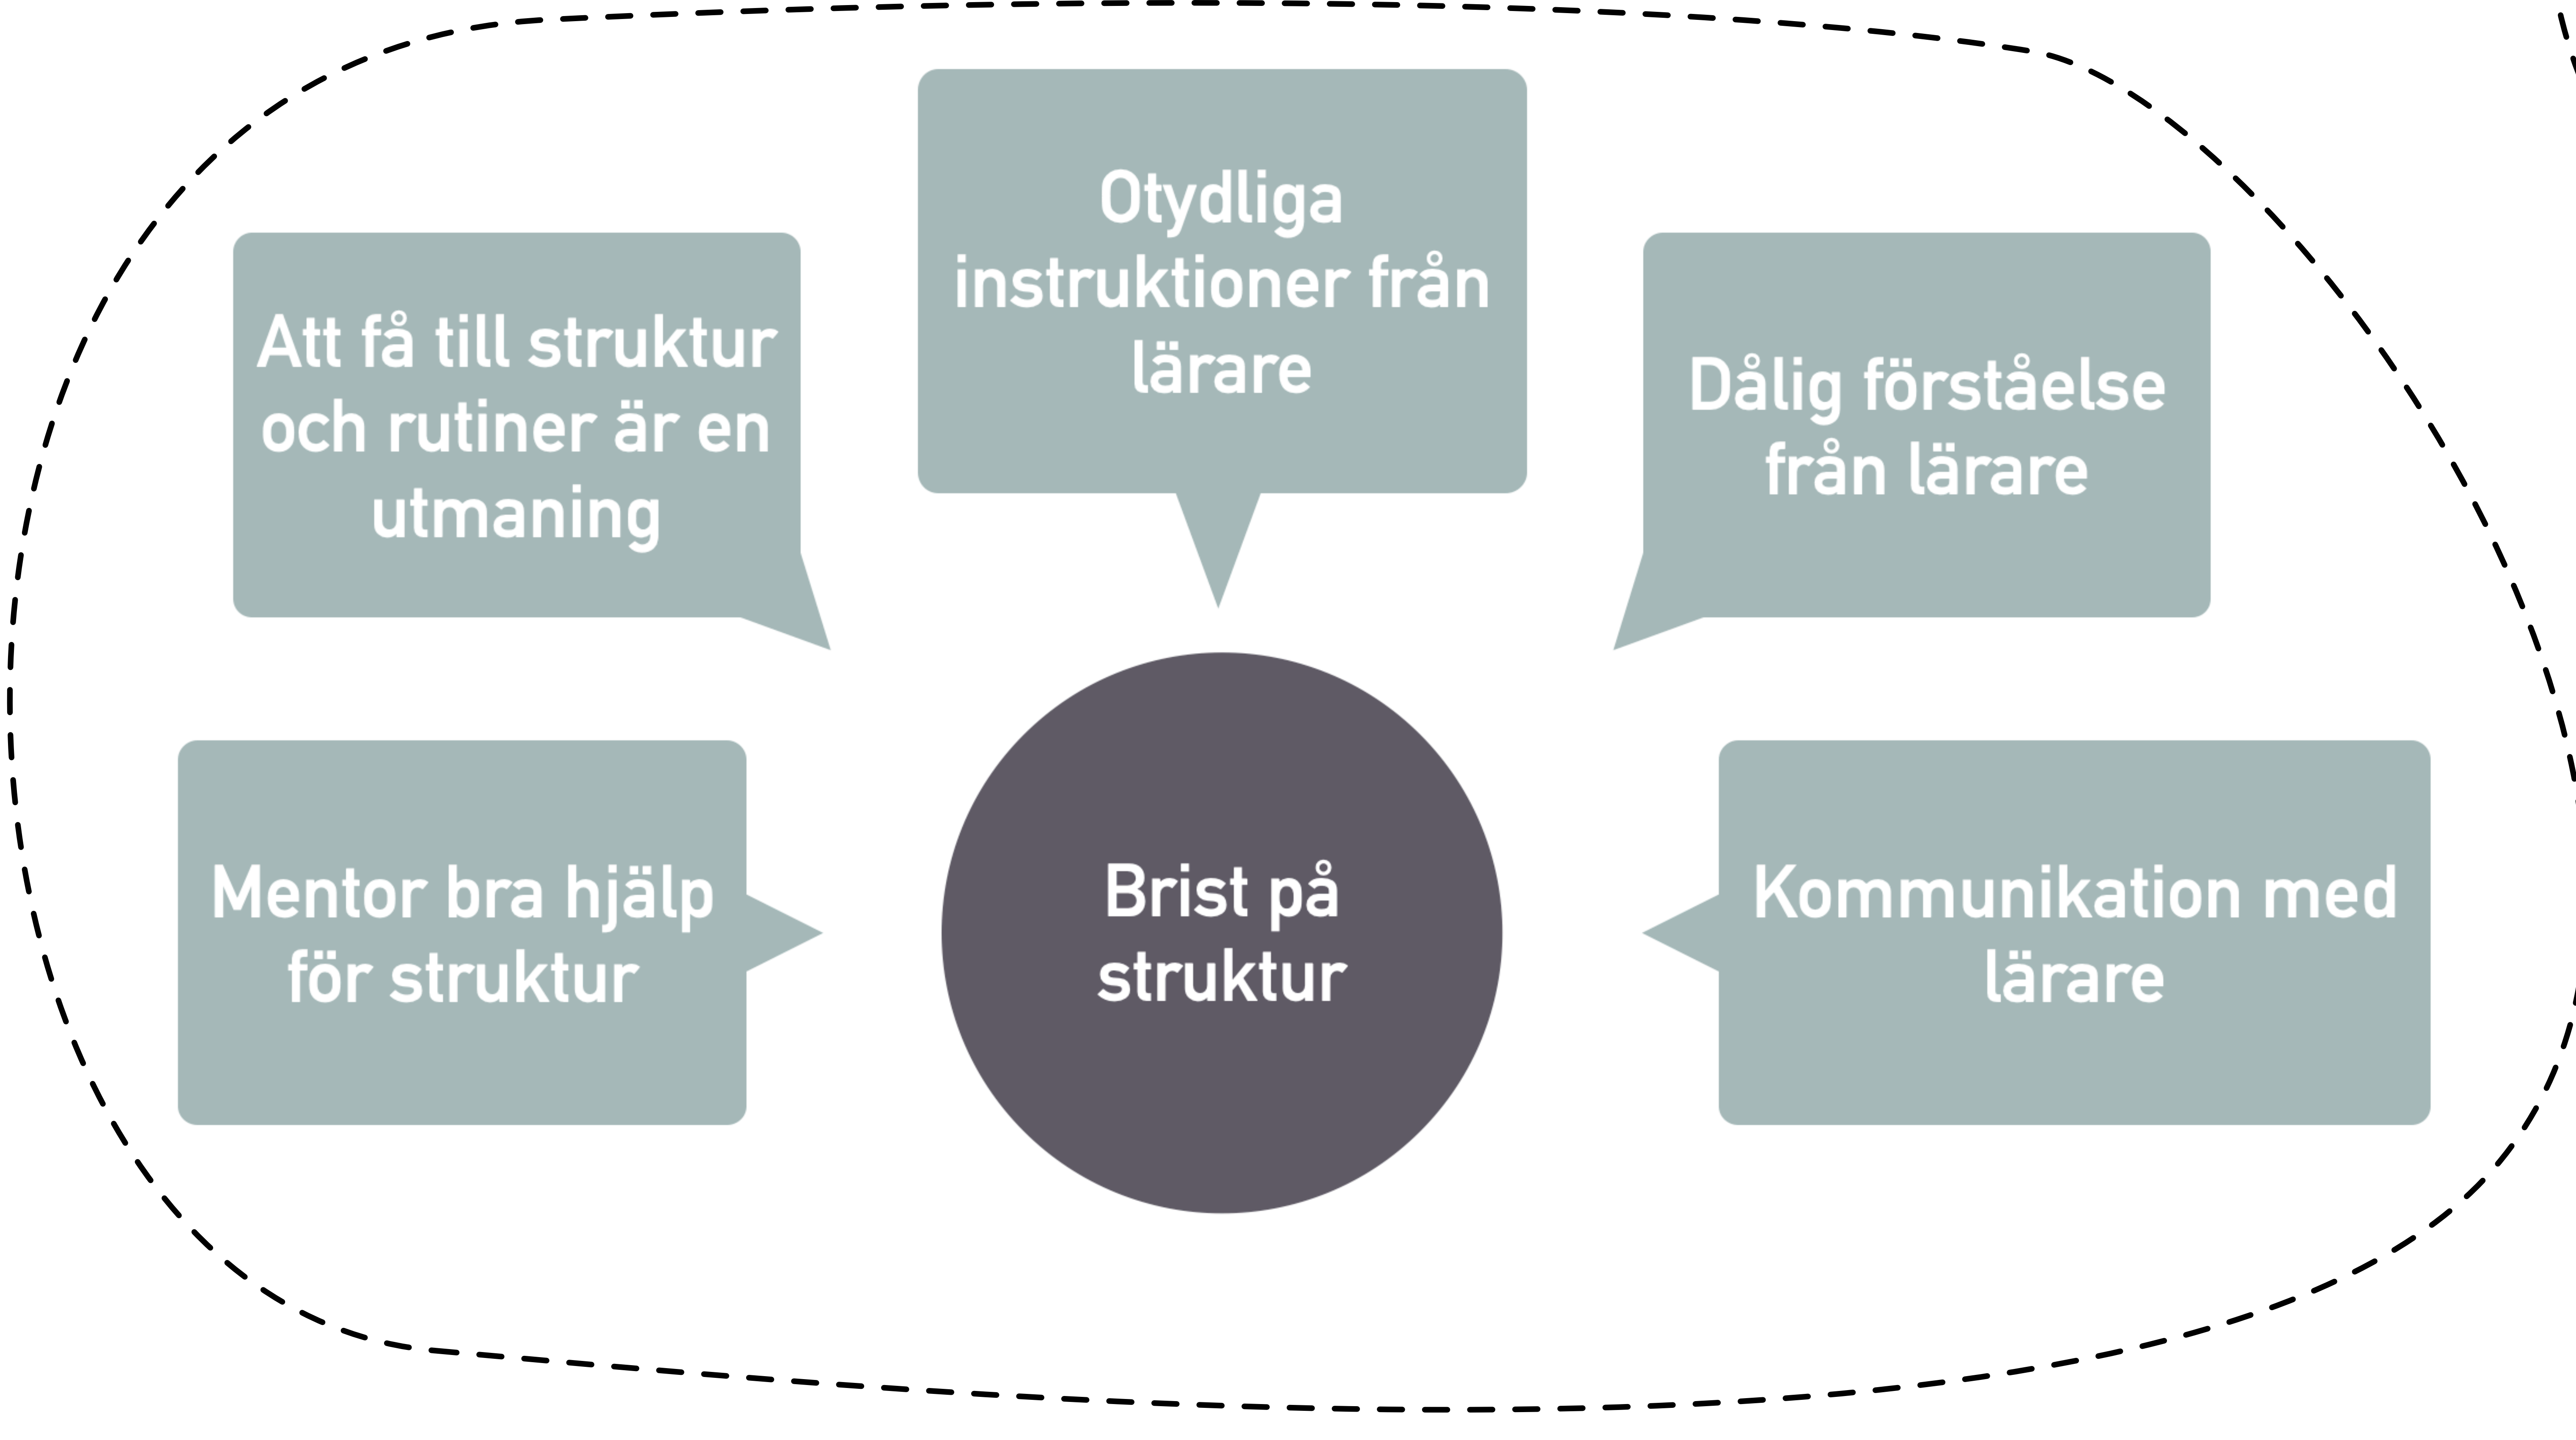 Otydliga
instruktioner från
lärare
Att få till struktur
och rutiner är en
utmaning
Dålig förståelse
från lärare
Mentor bra hjälp
för struktur
Brist på
struktur
Kommunikation med
lärare